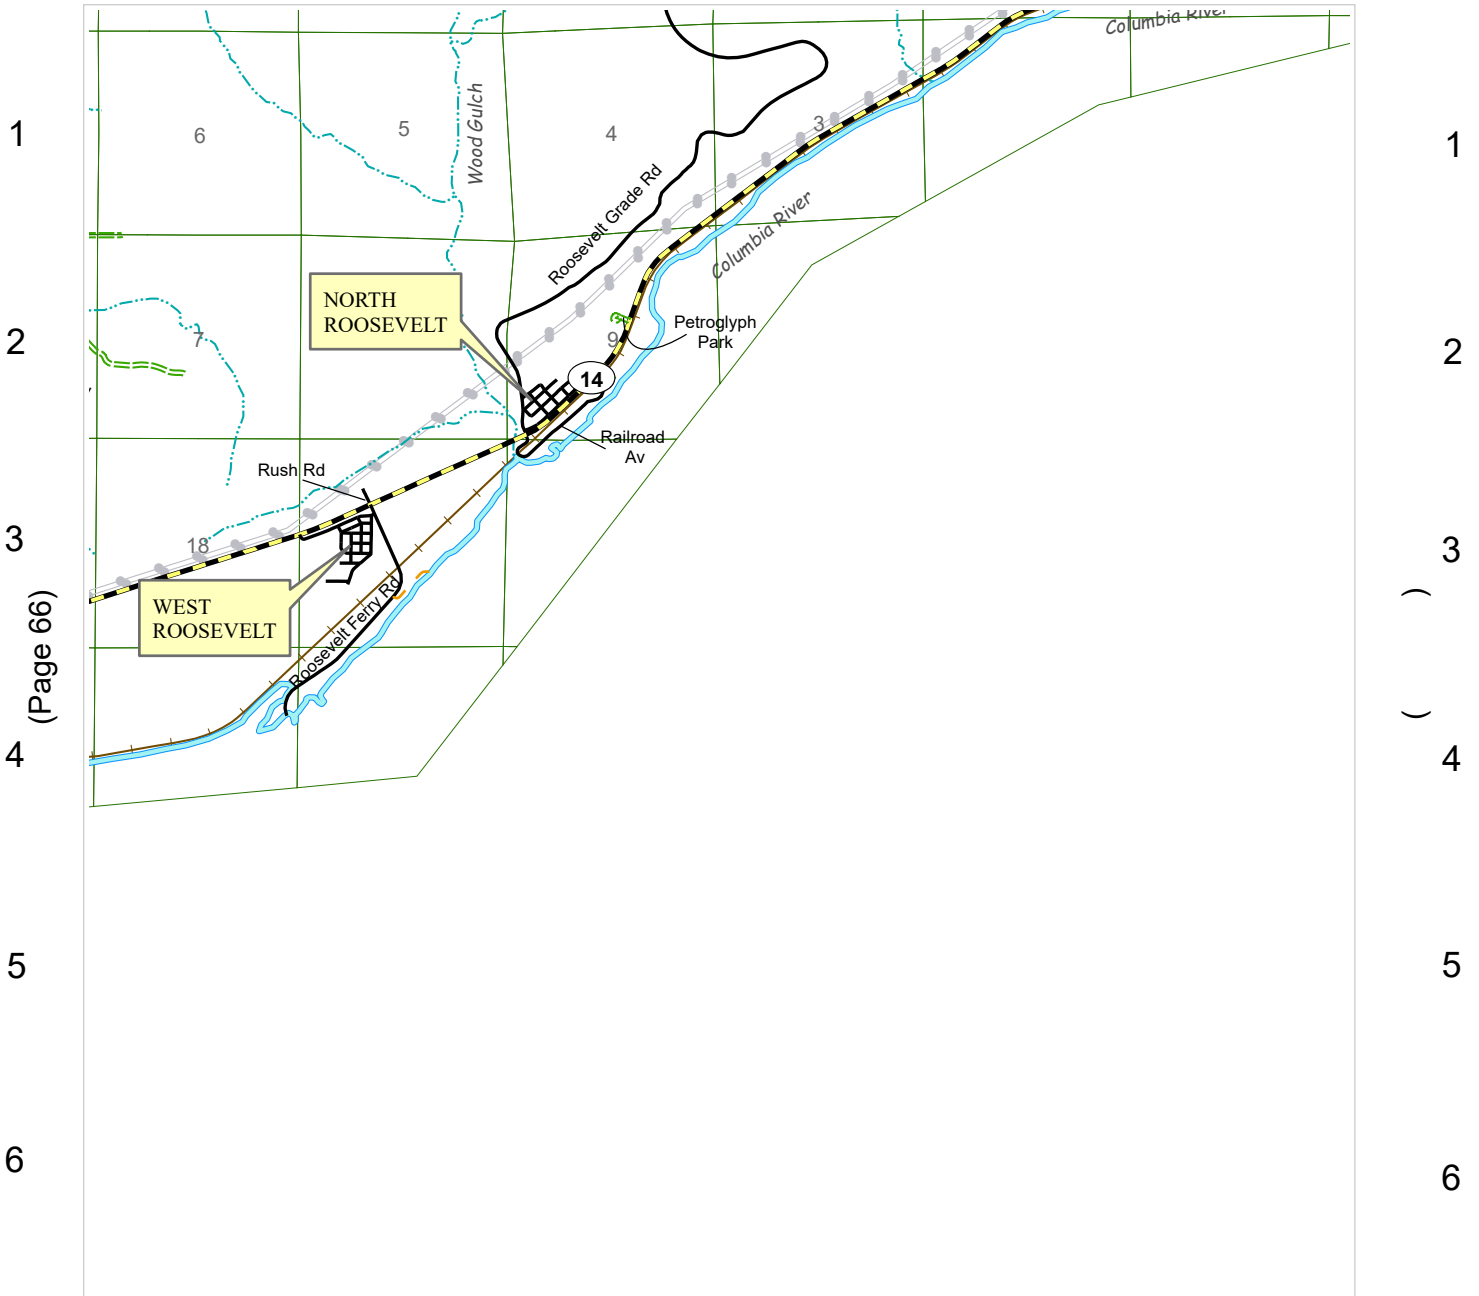 Columbia River
1
6
5
Wood Gulch
4
3
1
Roosevelt Grade Rd
Columbia River
NORTH
ROOSEVELT
2
7
9
Petroglyph
Park
2
14
Railroad
Av
Rush Rd
3
18
3
WEST
ROOSEVELT
(Page 66)
Roosevelt Ferry Rd
( )
4
4
5
5
6
6